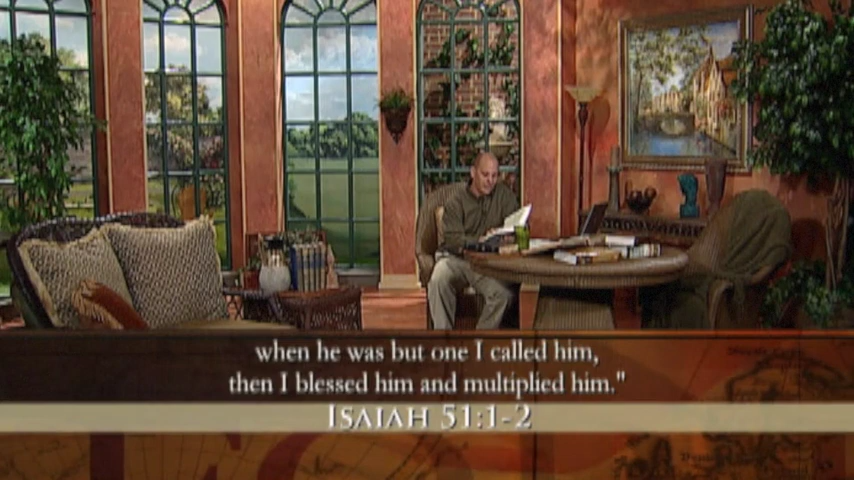 when he was but one I called him,
then I blessed him and multiplied him."
ISAIAH 51:1-2